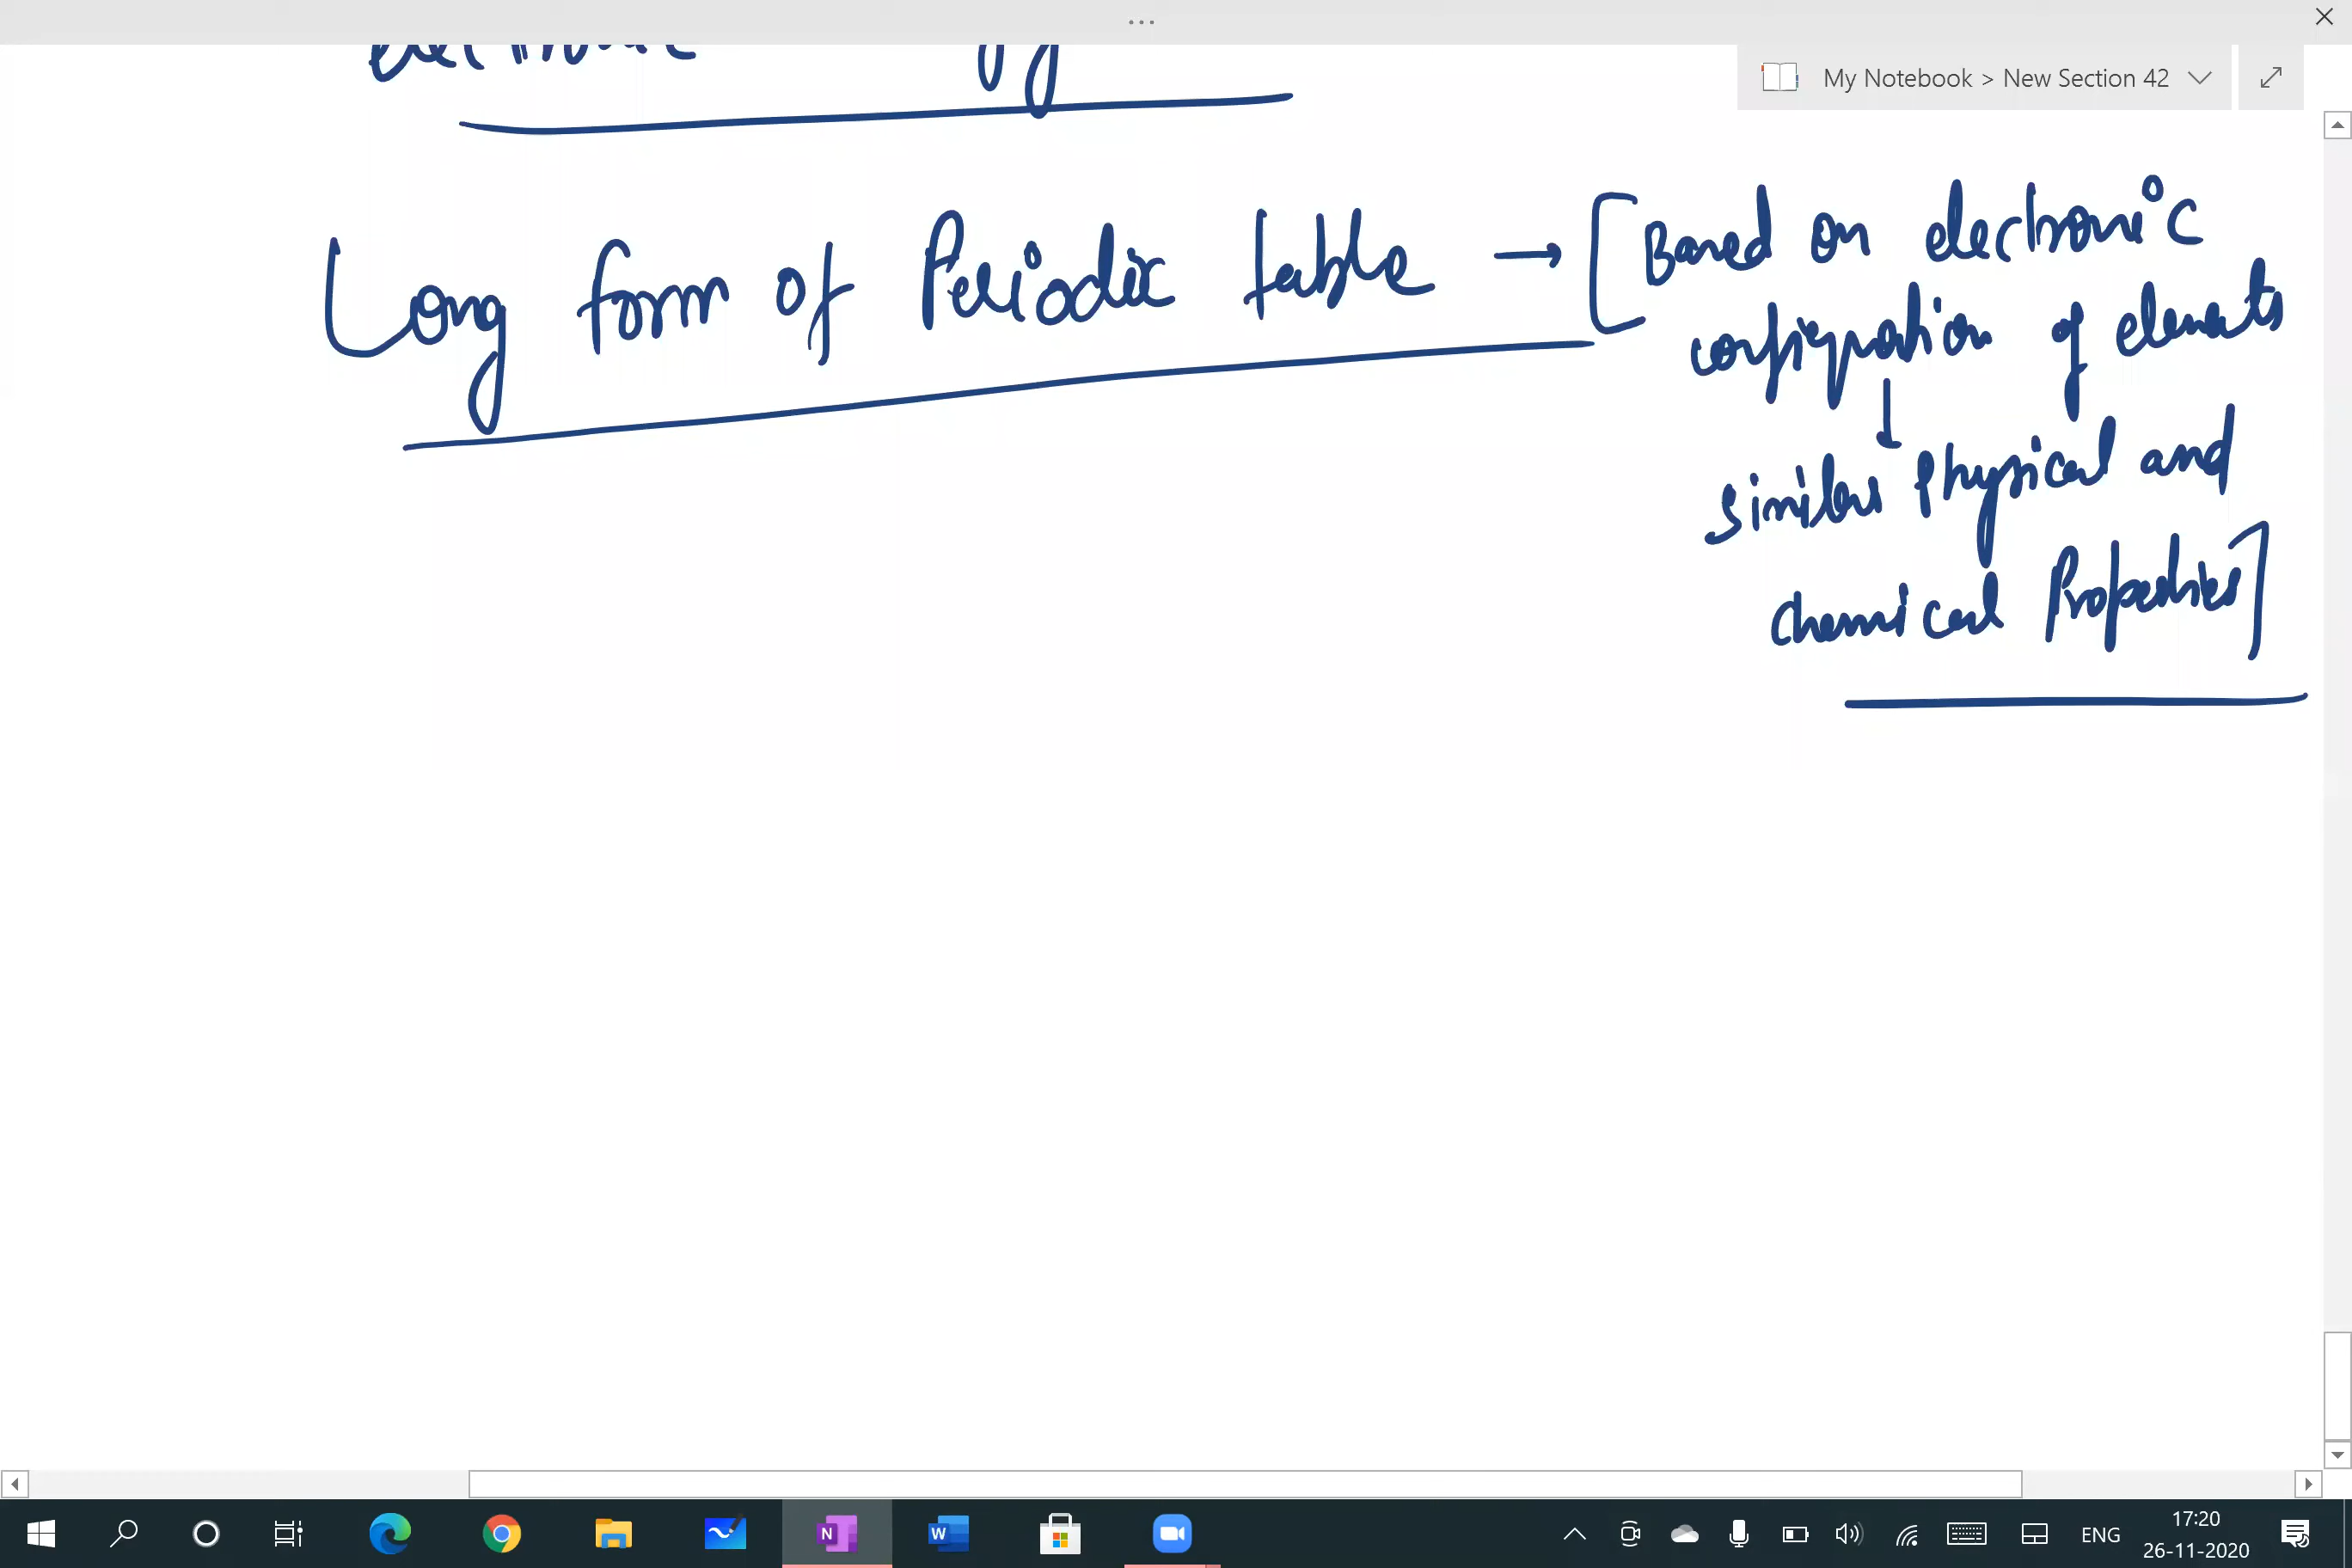 ...
My Notebook > New Section 42
Long form of Periodic table → [Based on electronic
configuration of elements
↓
similar physical and
chemical Properties]
ENG
17:20
26-11-2020